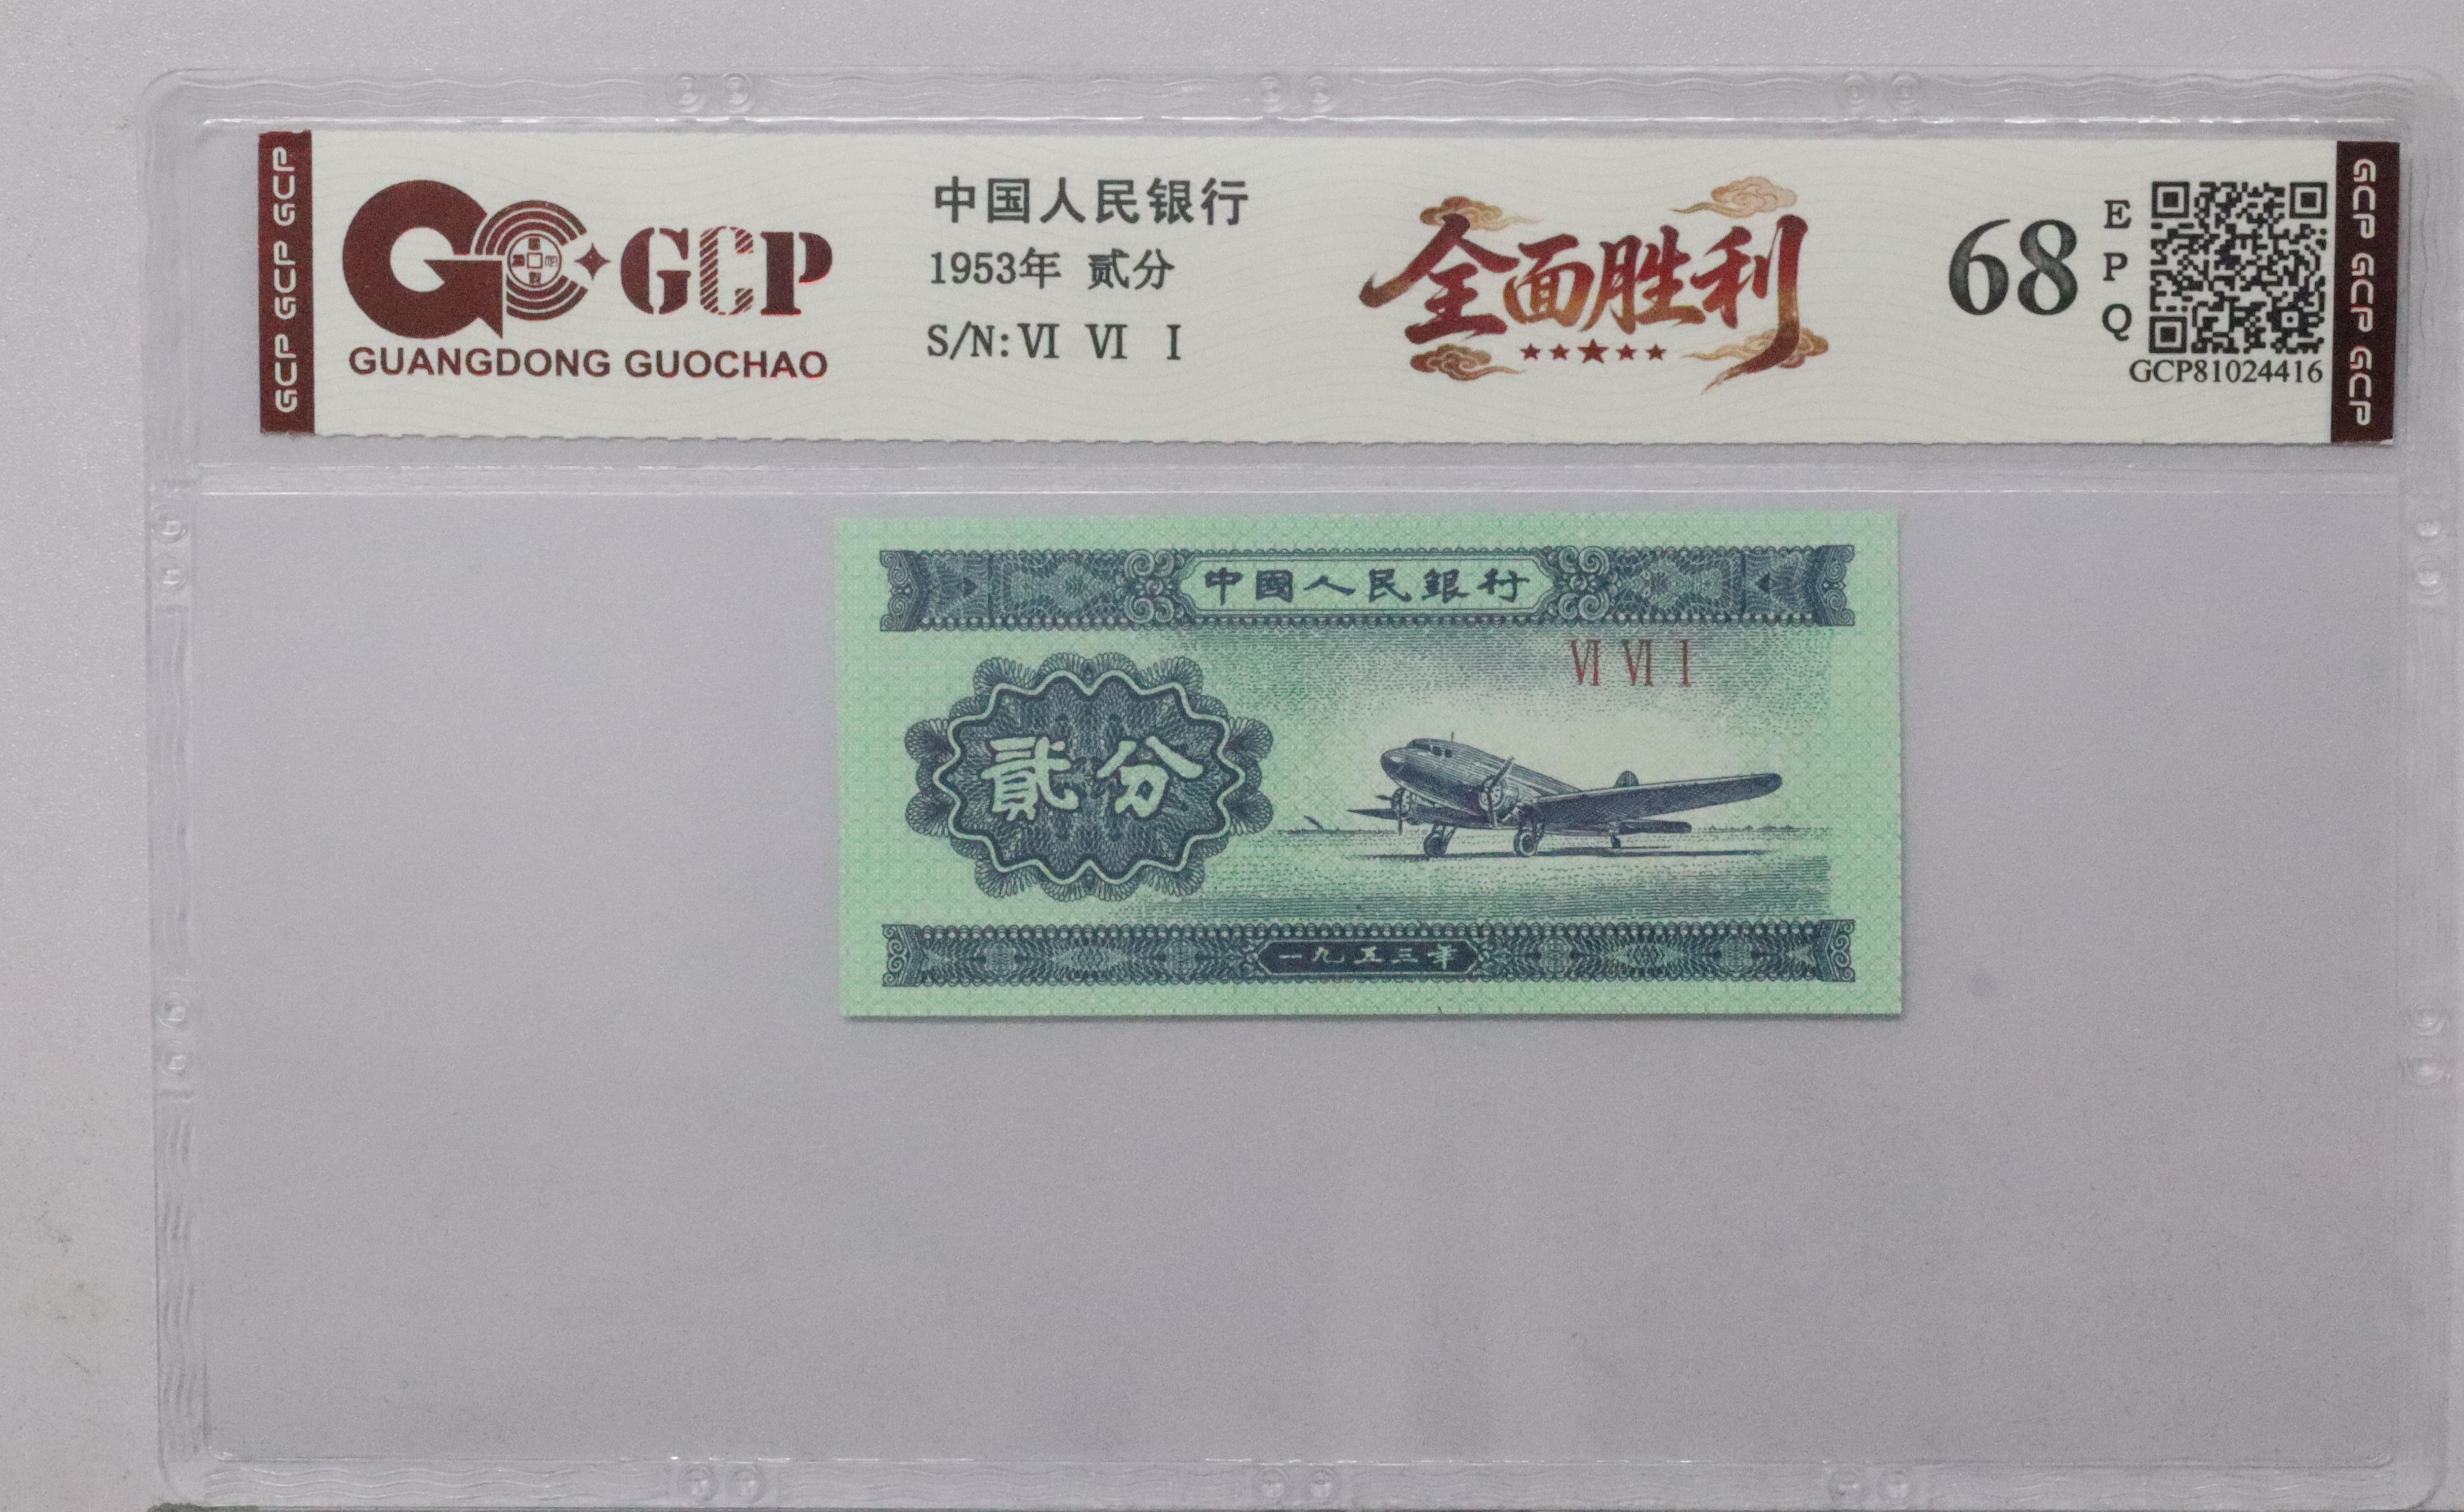 GCP GCP GCP
GCP
GUANGDONG GUOCHAO
中国人民银行
1953年 贰分
S/N: Ⅵ Ⅵ Ⅰ
全面胜利
68
E
P
Q
GCP81024416
GCP GCP GCP
中國人民銀行
Ⅵ Ⅵ Ⅰ
貳分
一九五三年